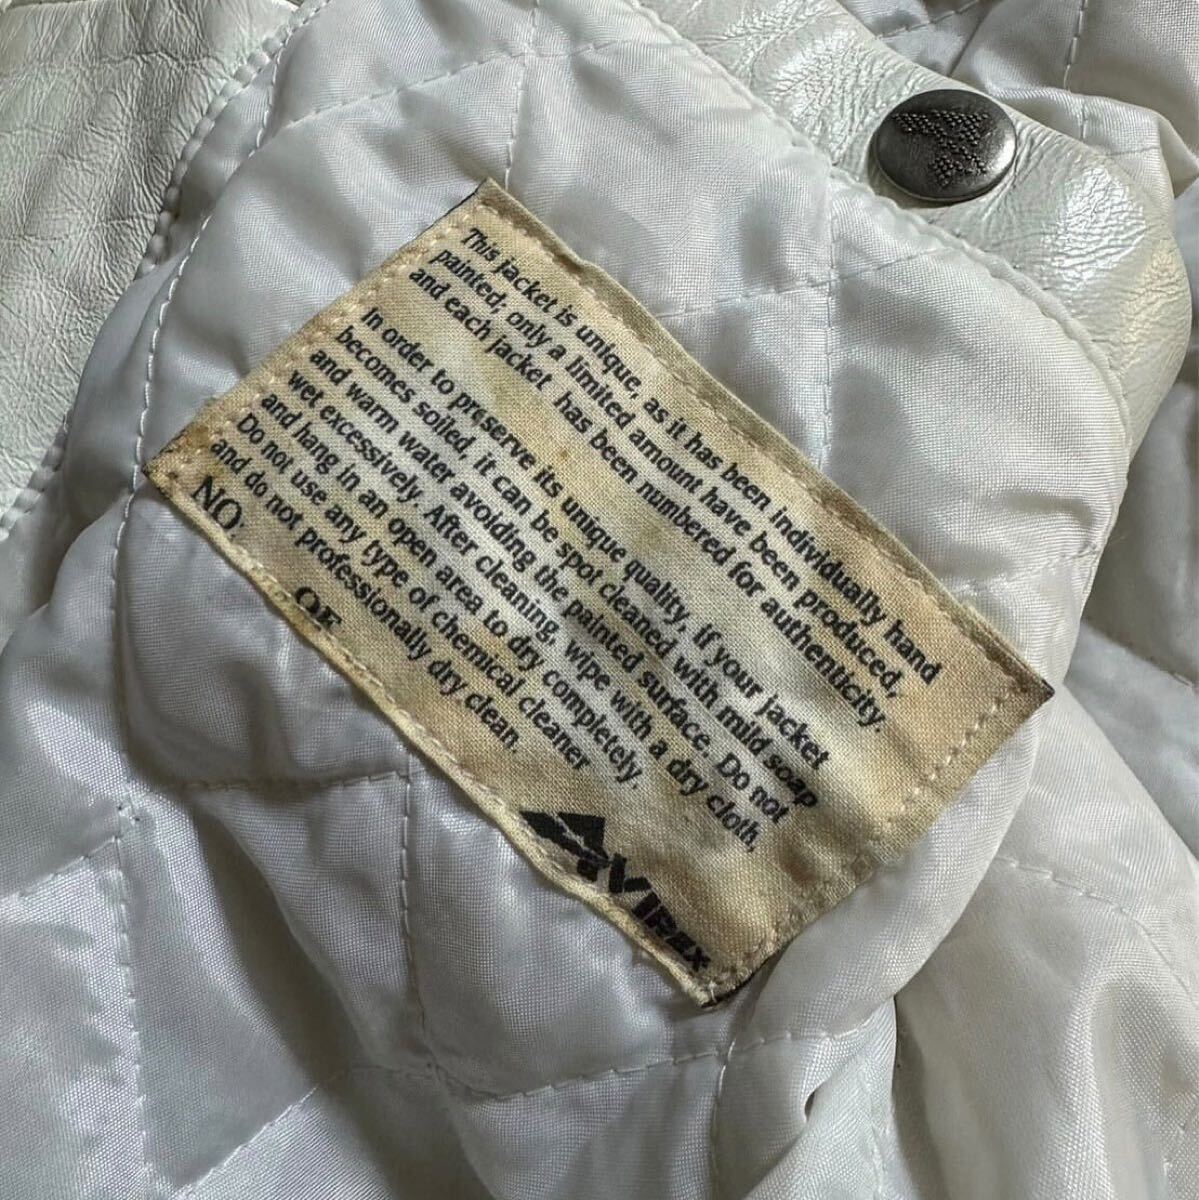 This jacket is unique, as it has been individually hand
painted; only a limited amount have been produced,
and each jacket has been numbered for authenticity.
In order to preserve its unique quality, if your jacket
becomes soiled, it can be spot cleaned with mild soap
and warm water avoiding the painted surface. Do not
wet excessively. After cleaning, wipe with a dry cloth,
and hang in an open area to dry completely.
Do not use any type of chemical cleaner
and do not professionally dry clean.
NO: OF
AVIREX